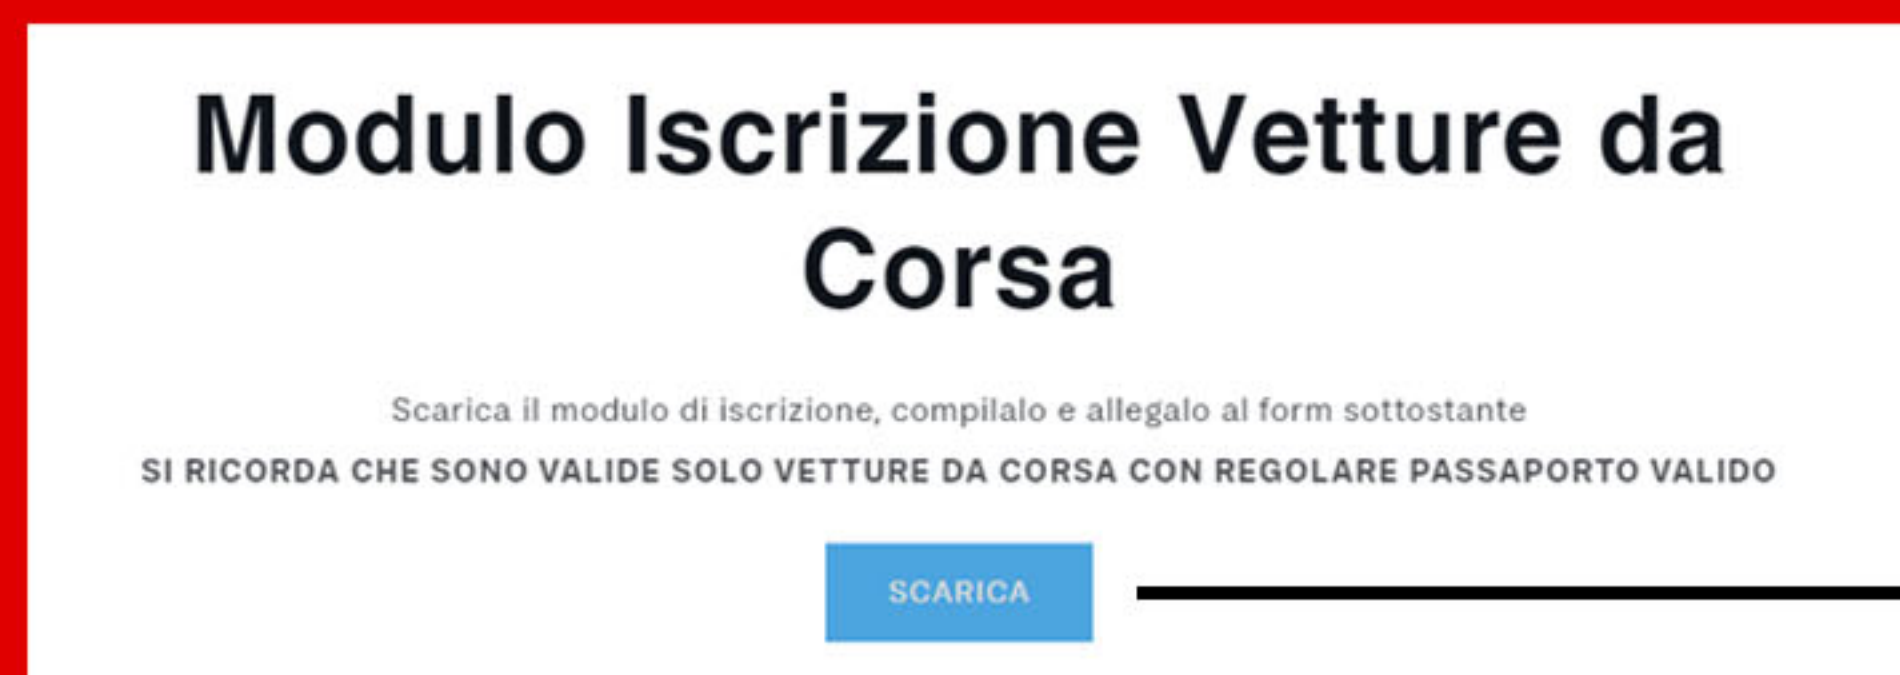 Modulo Iscrizione Vetture da
Corsa
Scarica il modulo di iscrizione, compilalo e allegalo al form sottostante
SI RICORDA CHE SONO VALIDE SOLO VETTURE DA CORSA CON REGOLARE PASSAPORTO VALIDO
SCARICA